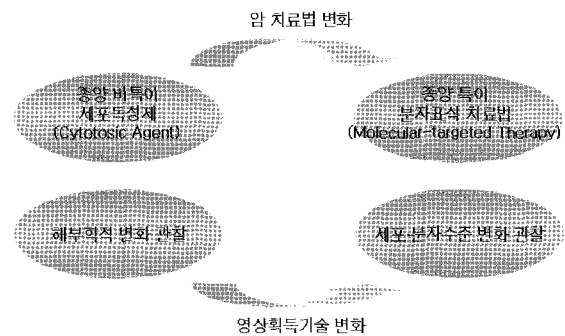 암 치료법 변화
종양 비특이
세포독성제
(Cytotosic Agent)
종양 특이
분자표식 치료법
(Molecular-targeted Therapy)
해부학적 변화 관찰
세포·분자수준 변화 관찰
영상획득기술 변화